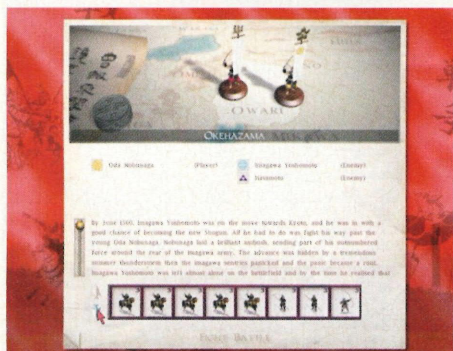 OWARI
OKEHAZAMA
Oda Nobunaga (Player) Imagawa Yoshimoto (Enemy)
(Enemy)
By June 1560, Imagawa Yoshimoto was on the move towards Kyoto, and he was in with a
good chance of becoming the new Shogun. All he had to do was fight his way past the
young Oda Nobunaga. Nobunaga laid a brilliant ambush, sending part of his outnumbered
force around the rear of the Imagawa army. The advance was hidden by a tremendous
summer thunderstorm then the Imagawa panicked and the panic became a rout.
Imagawa Yoshimoto was left almost alone on the battlefield and by the time he realised that
FIGHT BATTLE